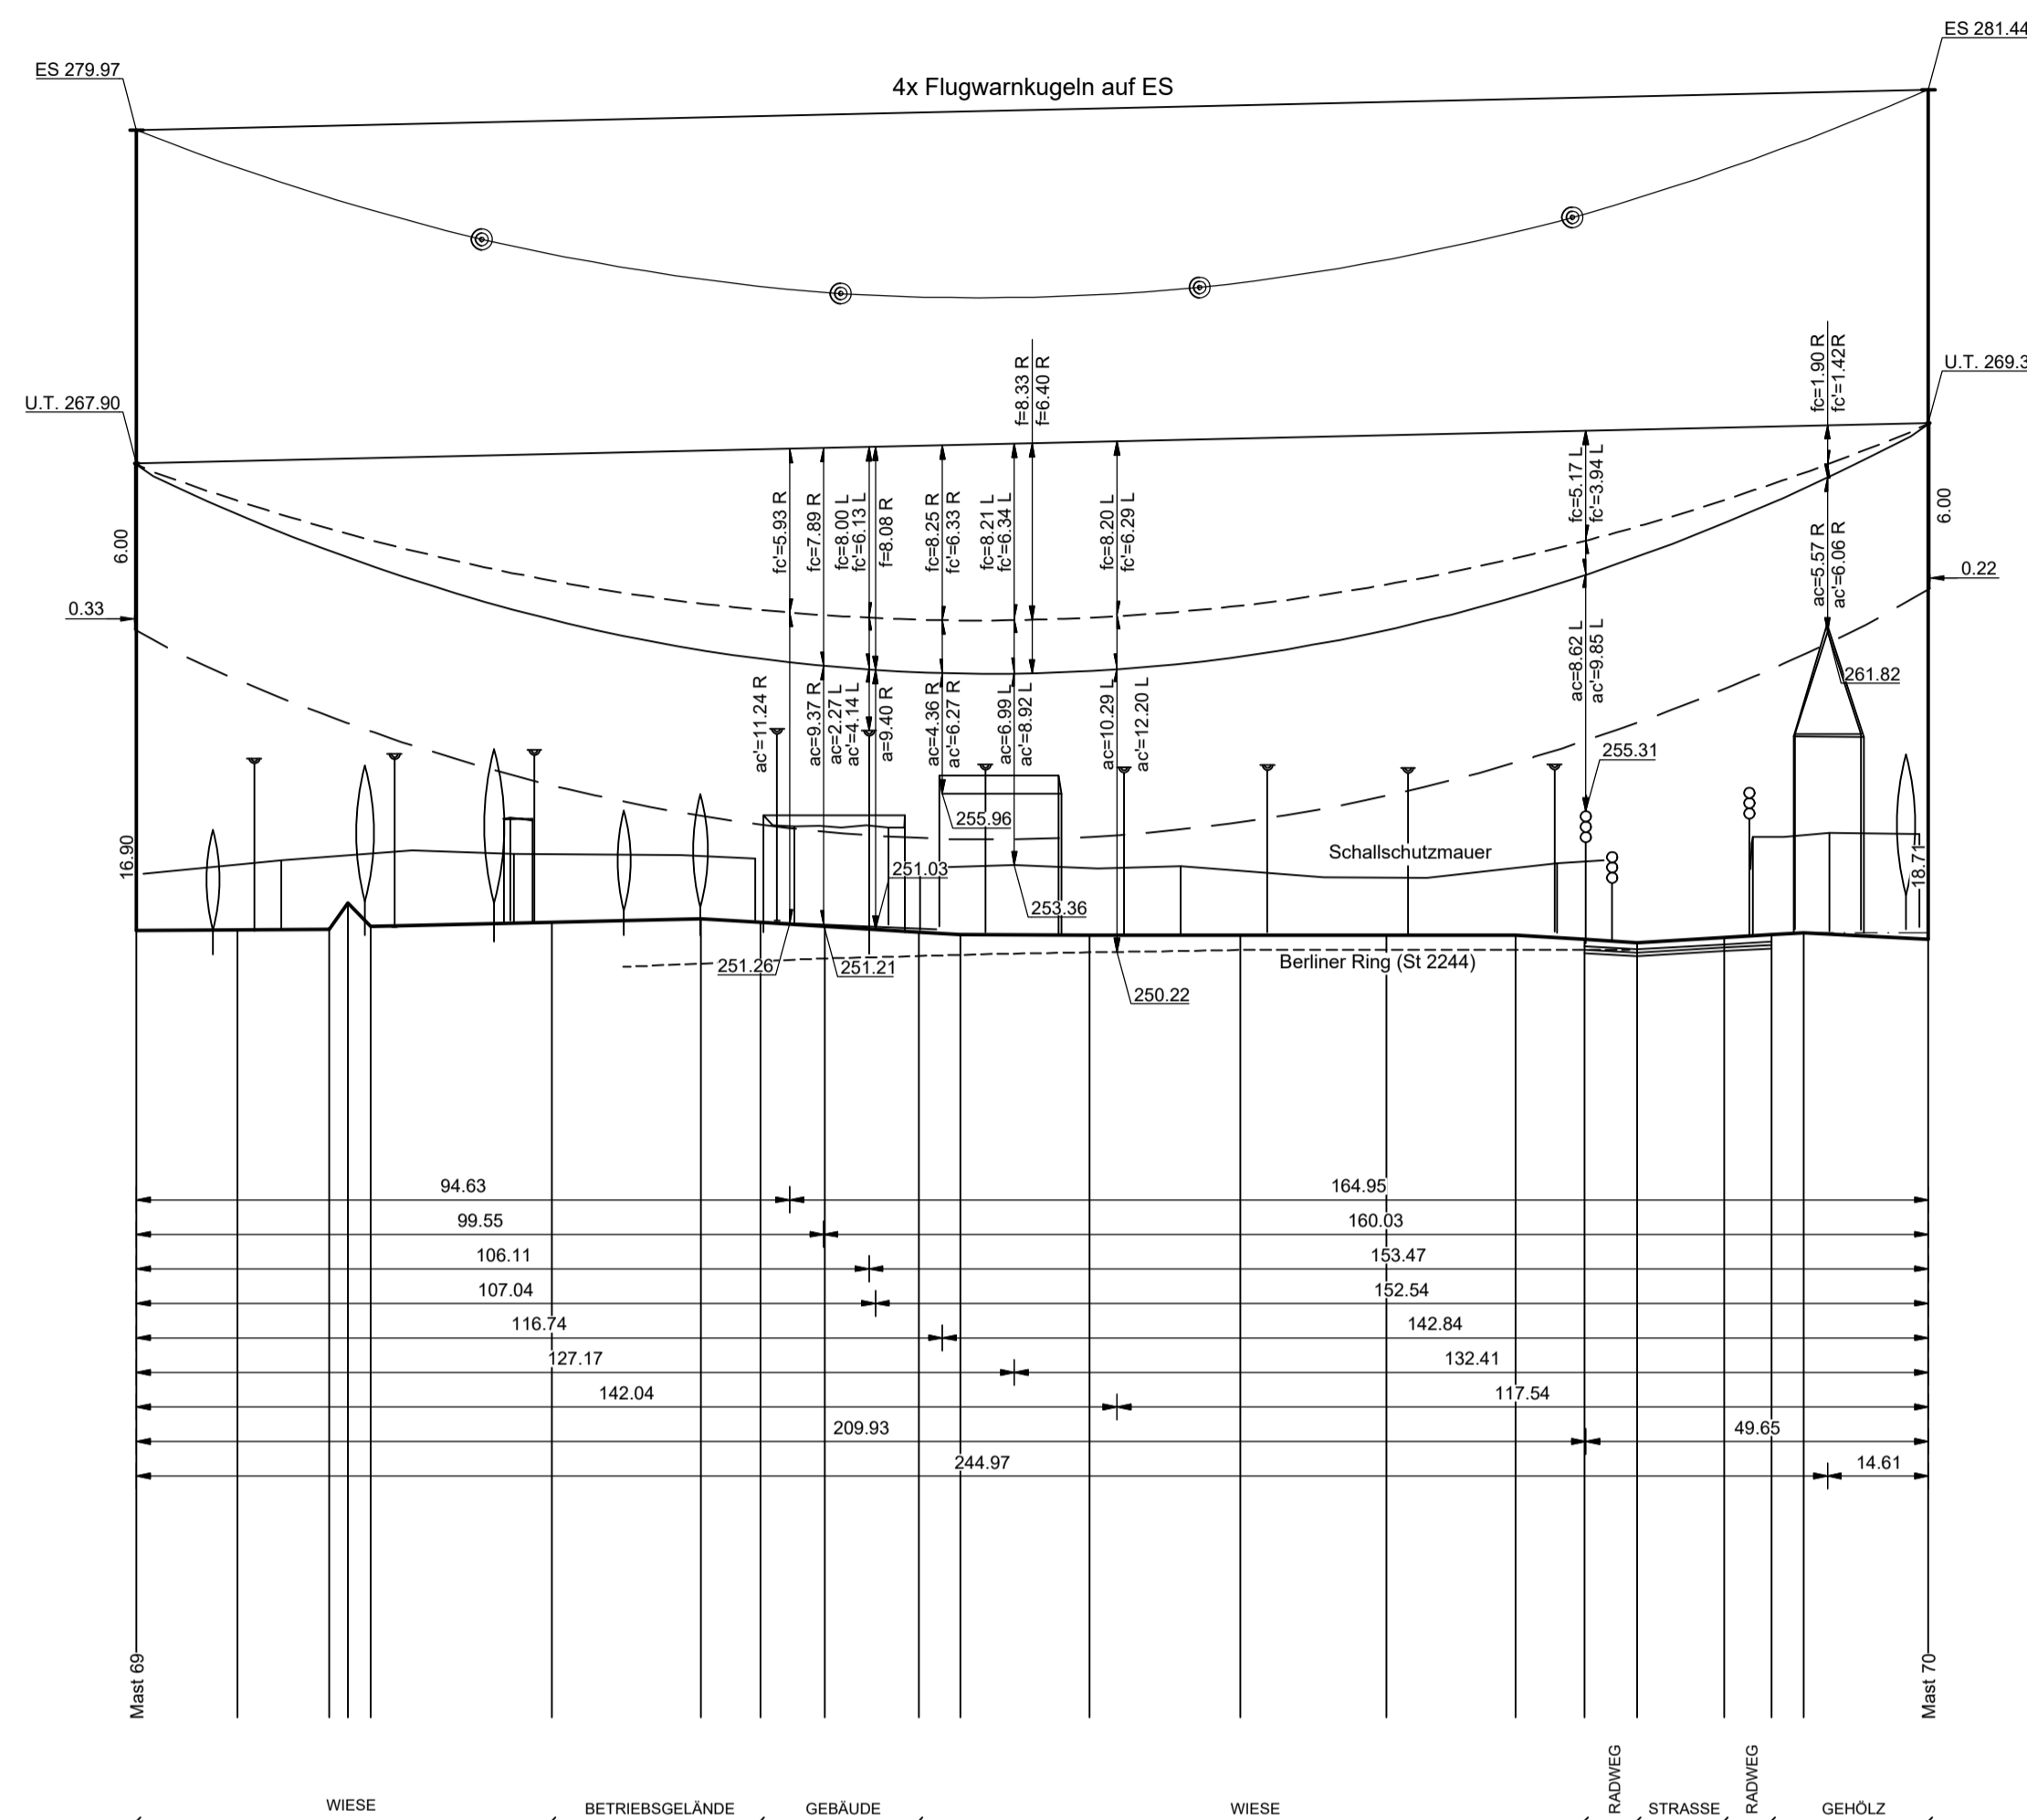 ES 281.44
ES 279.97
4x Flugwarnkugeln auf ES
U.T. 269.3
U.T. 267.90
f=8.33 R
f=6.40 R
fc=1.90 R
fc'=1.42R
6.00
0.33
16.90
fc'=5.93 R
fc=7.89 R
fc=8.00 L
fc'=6.13 L
f=8.08 R
fc=8.25 R
fc'=6.33 R
fc=8.21 L
fc'=6.34 L
fc=8.20 L
fc'=6.29 L
fc=5.17 L
fc'=3.94 L
6.00
0.22
ac=5.57 R
ac'=6.06 R
ac'=11.24 R
ac=9.37 R
ac=2.27 L
ac'=4.14 L
a=9.40 R
ac=4.36 R
ac'=6.27 R
ac=6.99 L
ac'=8.92 L
ac=10.29 L
ac'=12.20 L
ac=8.62 L
ac'=9.85 L
261.82
255.31
255.96
Schallschutzmauer
18.71
251.03
253.36
251.26
251.21
Berliner Ring (St 2244)
250.22
94.63
164.95
99.55
160.03
106.11
153.47
107.04
152.54
116.74
142.84
127.17
132.41
142.04
117.54
209.93
49.65
244.97
14.61
Mast 69
Mast 70
WIESE
BETRIEBSGELÄNDE
GEBÄUDE
WIESE
RADWEG
STRASSE
RADWEG
GEHÖLZ